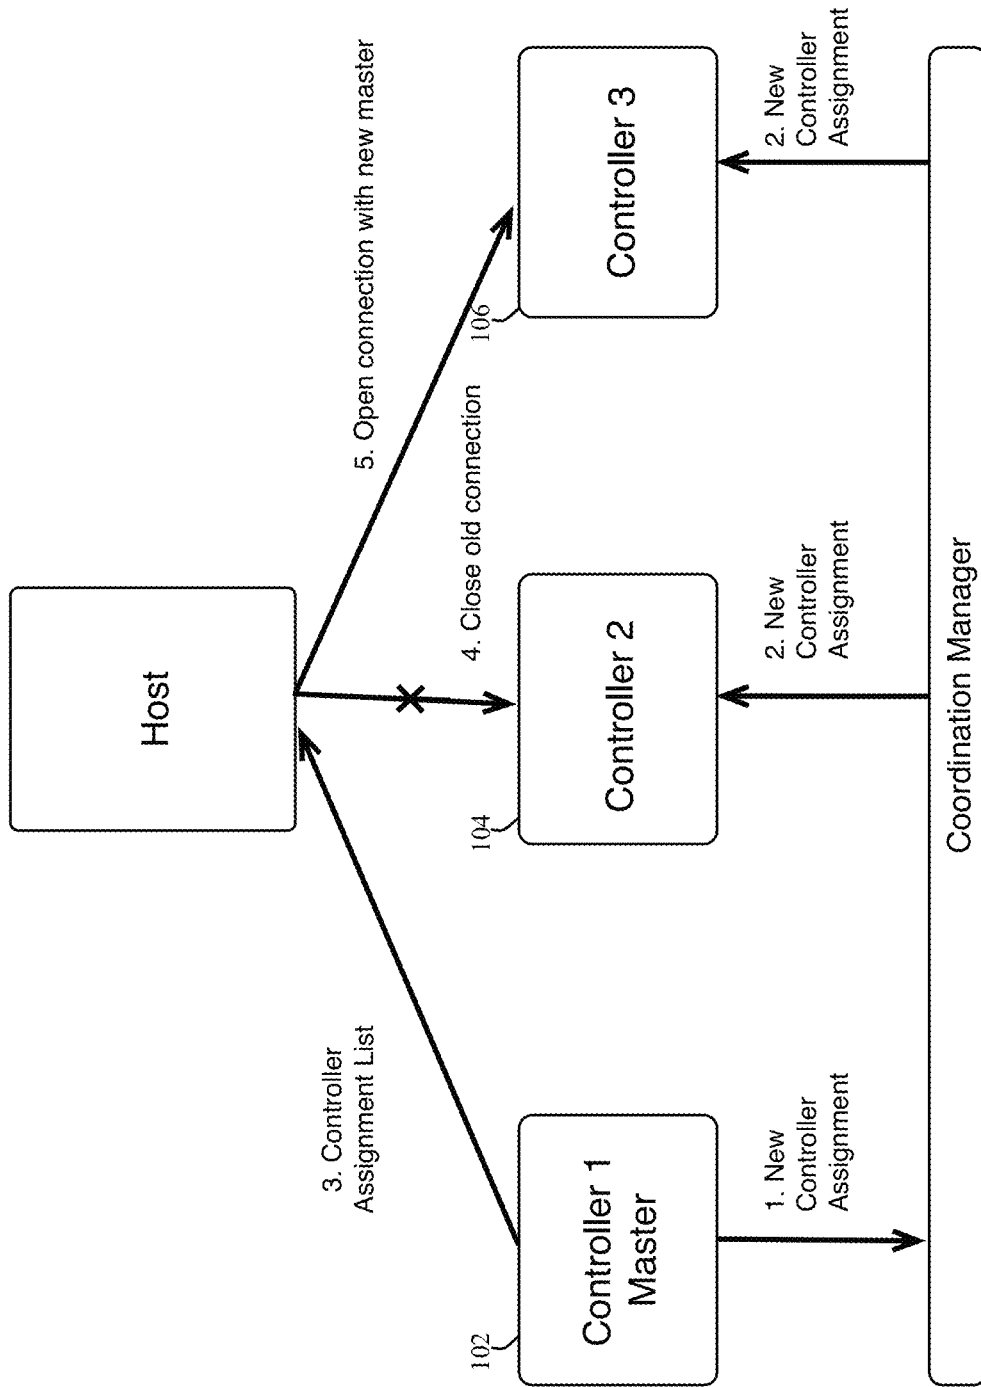 Host
5. Open connection with new master
4. Close old connection
3. Controller
Assignment List
102
Controller 1
Master
104
Controller 2
106
Controller 3
1. New
Controller
Assignment
2. New
Controller
Assignment
2. New
Controller
Assignment
Coordination Manager